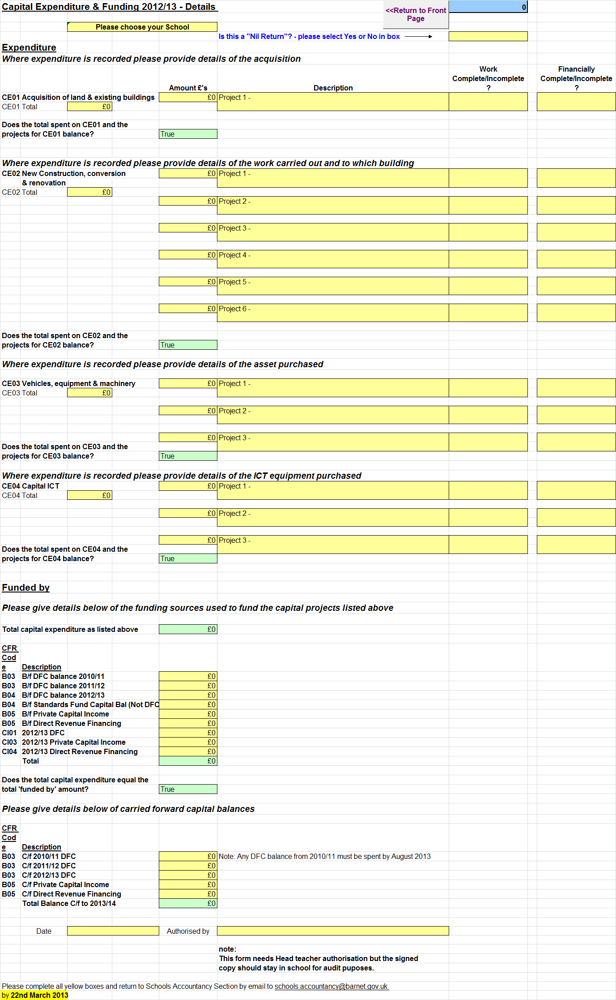 Capital Expenditure & Funding 2012/13 - Details
<<Return to Front
Page
0
Please choose your School
Is this a "Nil Return"? - please select Yes or No in box
Expenditure
Where expenditure is recorded please provide details of the acquisition
Work Financially
Complete/Incomplete Complete/Incomplete
Amount £'s Description ? ?
CE01 Acquisition of land & existing buildings £0 Project 1 -
CE01 Total £0
Does the total spent on CE01 and the
projects for CE01 balance? True
Where expenditure is recorded please provide details of the work carried out and to which building
CE02 New Construction, conversion £0 Project 1 -
& renovation
CE02 Total £0
£0 Project 2 -
£0 Project 3 -
£0 Project 4 -
£0 Project 5 -
£0 Project 6 -
Does the total spent on CE02 and the
projects for CE02 balance? True
Where expenditure is recorded please provide details of the asset purchased
CE03 Vehicles, equipment & machinery £0 Project 1 -
CE03 Total £0
£0 Project 2 -
£0 Project 3 -
Does the total spent on CE03 and the
projects for CE03 balance? True
Where expenditure is recorded please provide details of the ICT equipment purchased
CE04 Capital ICT £0 Project 1 -
CE04 Total £0
£0 Project 2 -
£0 Project 3 -
Does the total spent on CE04 and the
projects for CE04 balance? True
Funded by
Please give details below of the funding sources used to fund the capital projects listed above
Total capital expenditure as listed above £0
CFR
Cod
e Description
B03 B/f DFC balance 2010/11 £0
B03 B/f DFC balance 2011/12 £0
B04 B/f DFC balance 2012/13 £0
B04 B/f Standards Fund Capital Bal (Not DFC £0
B05 B/f Private Capital Income £0
B05 B/f Direct Revenue Financing £0
CI01 2012/13 DFC £0
CI03 2012/13 Private Capital Income £0
CI04 2012/13 Direct Revenue Financing £0
Total £0
Does the total capital expenditure equal the
total 'funded by' amount? True
Please give details below of carried forward capital balances
CFR
Cod
e Description
B03 C/f 2010/11 DFC £0 Note: Any DFC balance from 2010/11 must be spent by August 2013
B03 C/f 2011/12 DFC £0
B03 C/f 2012/13 DFC £0
B05 C/f Private Capital Income £0
B05 C/f Direct Revenue Financing £0
Total Balance C/f to 2013/14 £0
Date Authorised by
note:
This form needs Head teacher authorisation but the signed
copy should stay in school for audit puposes.
Please complete all yellow boxes and return to Schools Accountancy Section by email to schools.accountancy@barnet.gov.uk
by 22nd March 2013